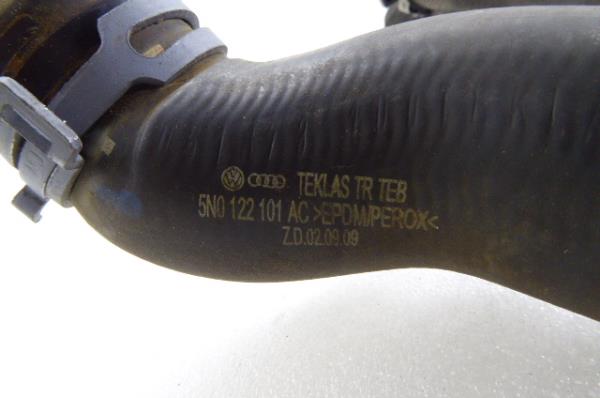 TEKLAS TR TEB
5N0 122 101 AC >EPDM/PEROX<
Z.D.02.09.09